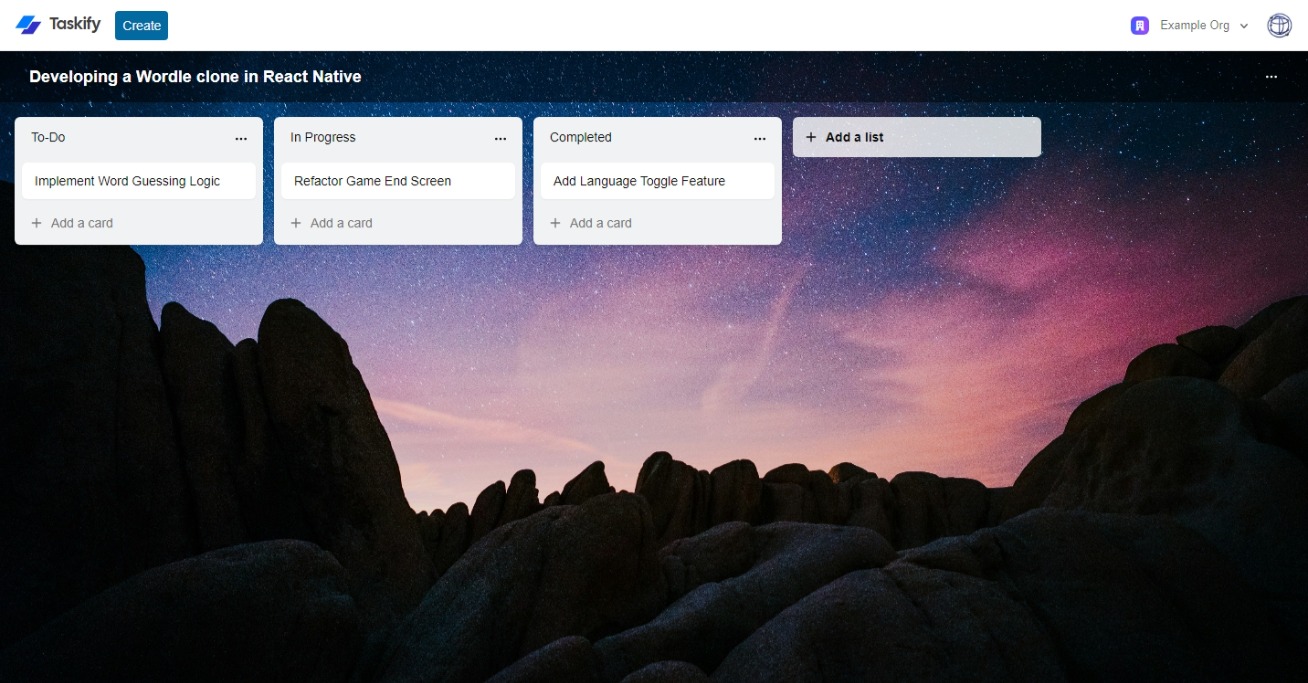 Taskify
Create
Example Org
Developing a Wordle clone in React Native
To-Do
Implement Word Guessing Logic
Add a card
In Progress
Refactor Game End Screen
Add a card
Completed
Add Language Toggle Feature
Add a card
Add a list